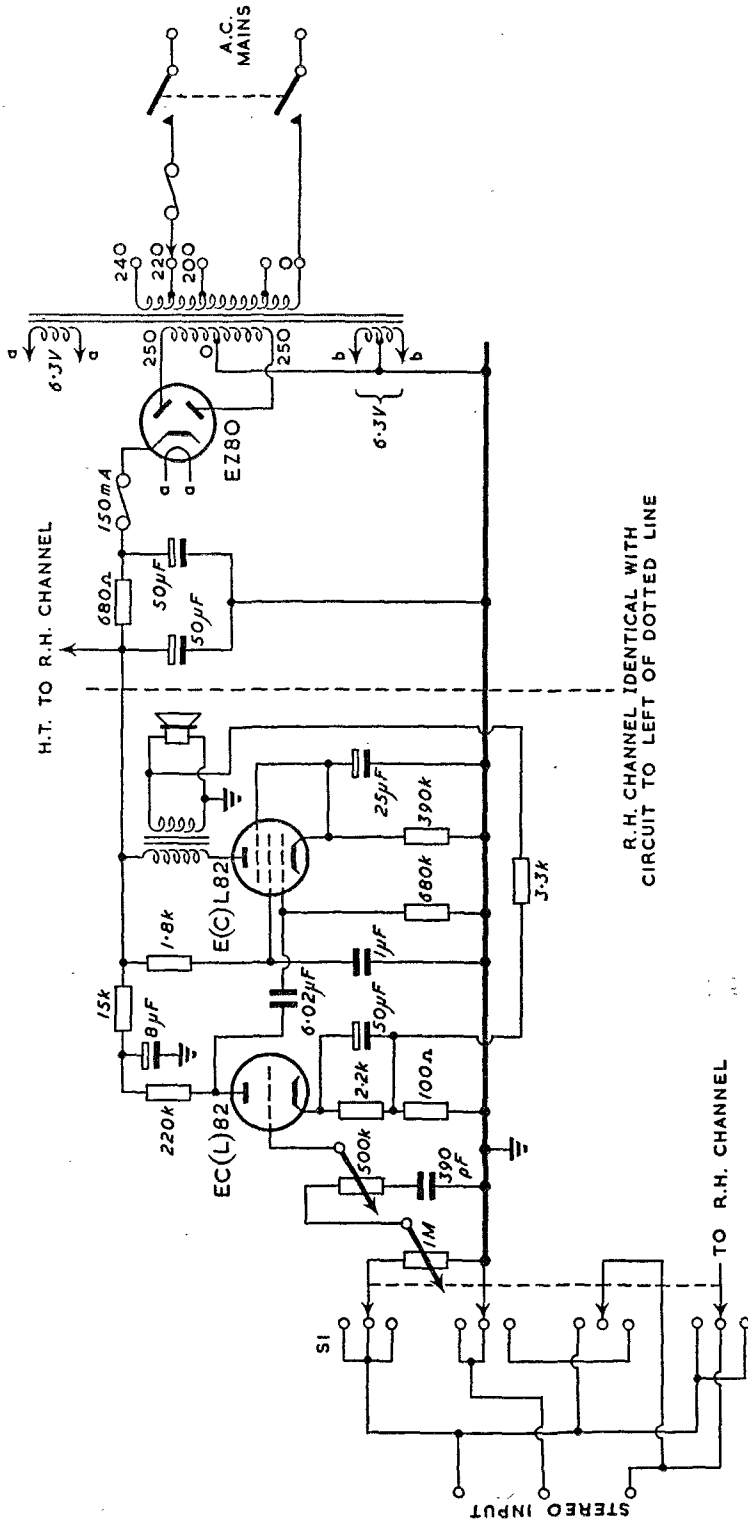 STEREO INPUT
S1
TO R.H. CHANNEL
1M
500k
390
pF
EC(L)82
220k
15k
8μF
2.2k
50μF
100Ω
6.02μF
1.8k
1μF
E(C)L82
680k
390k
25μF
3.3k
H.T. TO R.H. CHANNEL
R.H. CHANNEL IDENTICAL WITH
CIRCUIT TO LEFT OF DOTTED LINE
680Ω
50μF
50μF
150mA
EZ80
a
a
a
6.3V
a
250
0
250
b
6.3V
b
240
220
200
0
A.C.
MAINS